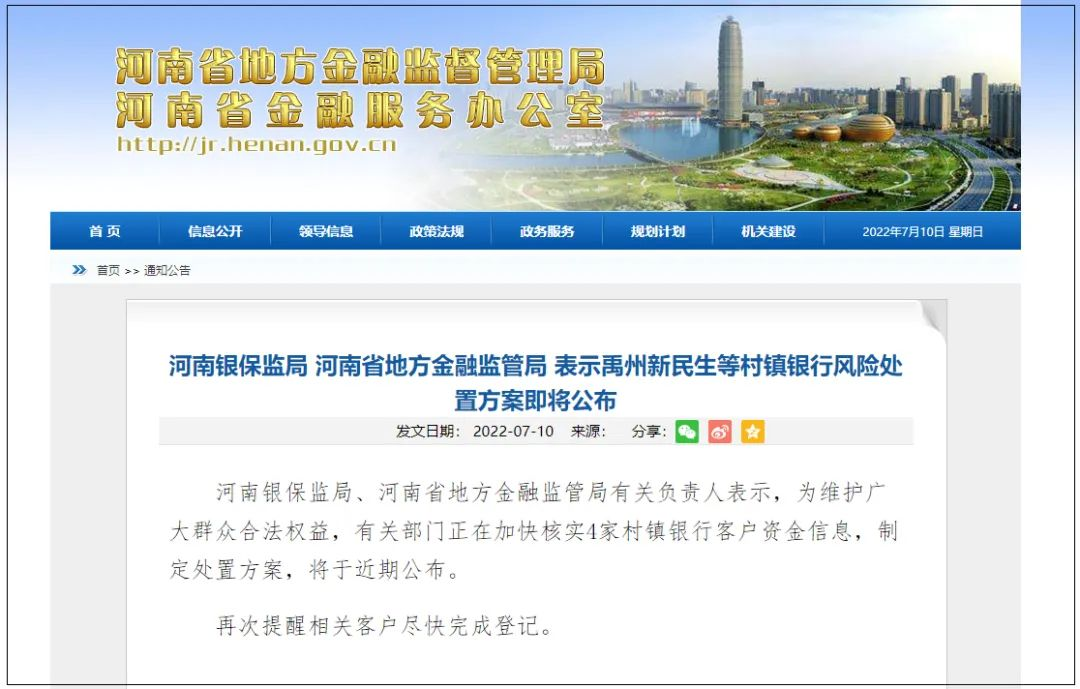 河南省地方金融监督管理局
河南省金融服务办公室
http://jr.henan.gov.cn
首 页 信息公开 领导信息 政策法规 政务服务 规划计划 机关建设 2022年7月10日 星期日
首页 >> 通知公告
河南银保监局 河南省地方金融监管局 表示禹州新民生等村镇银行风险处
置方案即将公布
发文日期: 2022-07-10 来源: 分享:
河南银保监局、河南省地方金融监管局有关负责人表示，为维护广
大群众合法权益，有关部门正在加快核实4家村镇银行客户资金信息，制
定处置方案，将于近期公布。
再次提醒相关客户尽快完成登记。